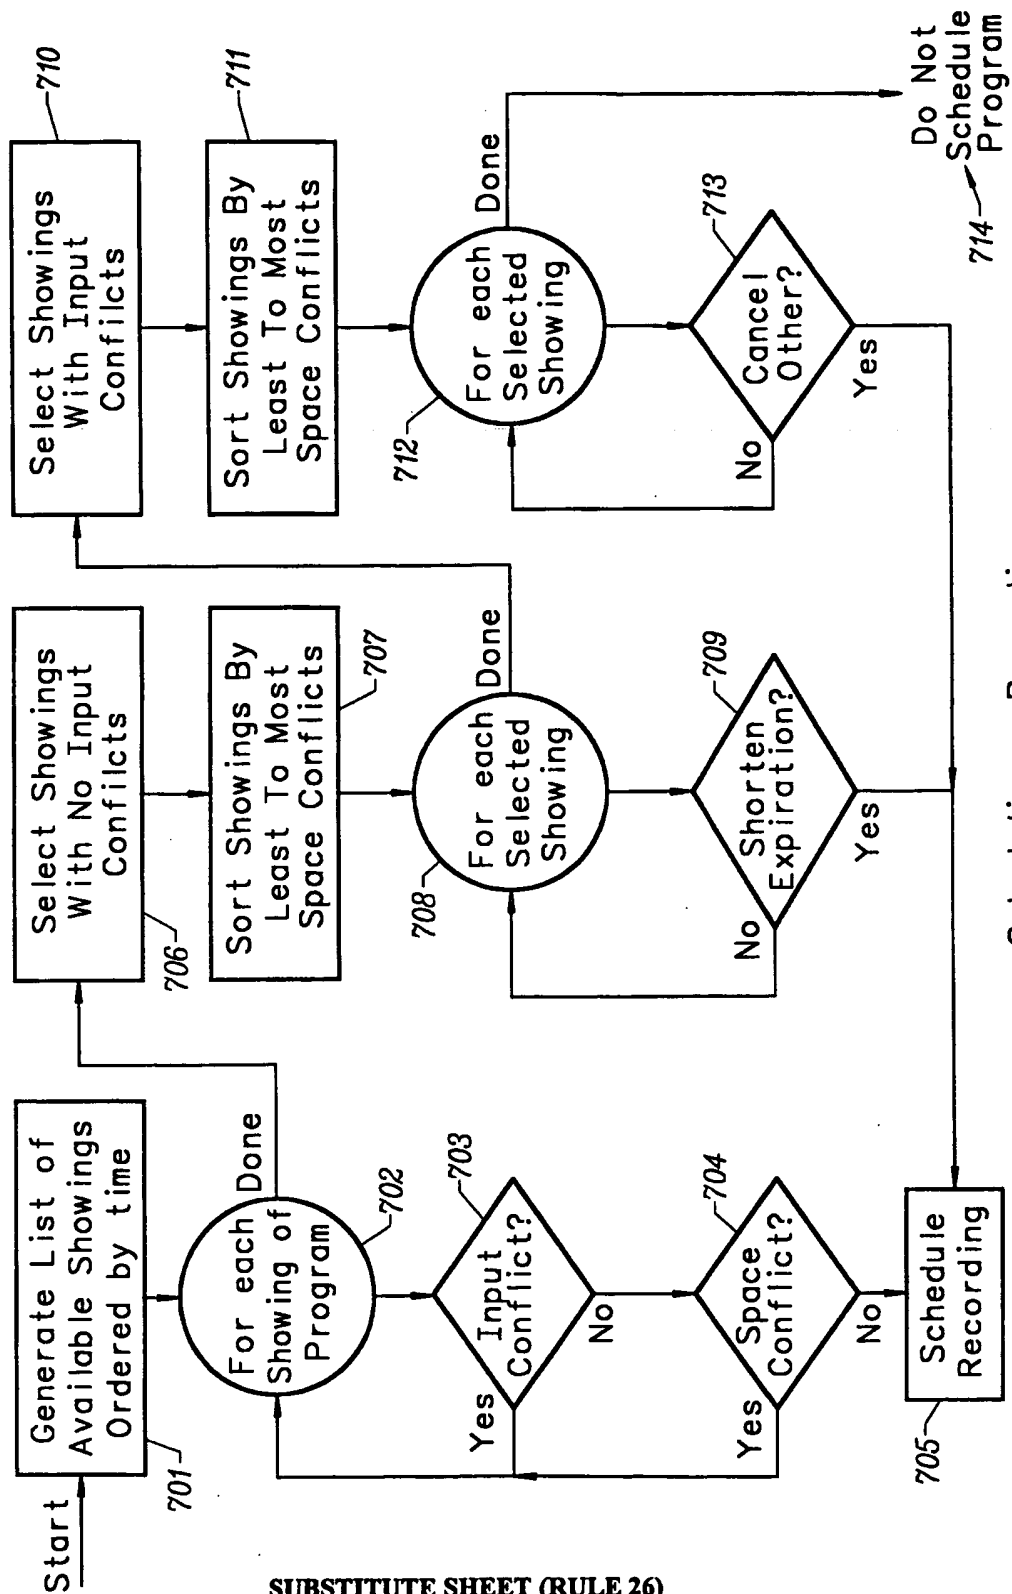 Start
Generate List of
Available Showings
Ordered by time
701
For each
Showing of
Program
702
Done
Input
Conflict?
703
Yes
No
Space
Conflict?
704
Yes
No
Schedule
Recording
705
Select Showings
With No Input
Confilcts
706
Sort Showings By
Least To Most
Space Conflicts
707
For each
Selected
Showing
708
Done
Shorten
Expiration?
709
No
Yes
Select Showings
With Input
Confilcts
710
Sort Showings By
Least To Most
Space Conflicts
711
For each
Selected
Showing
712
Done
Cancel
Other?
713
No
Yes
Do Not
Schedule
Program
714
SUBSTITUTE SHEET (RULE 26)